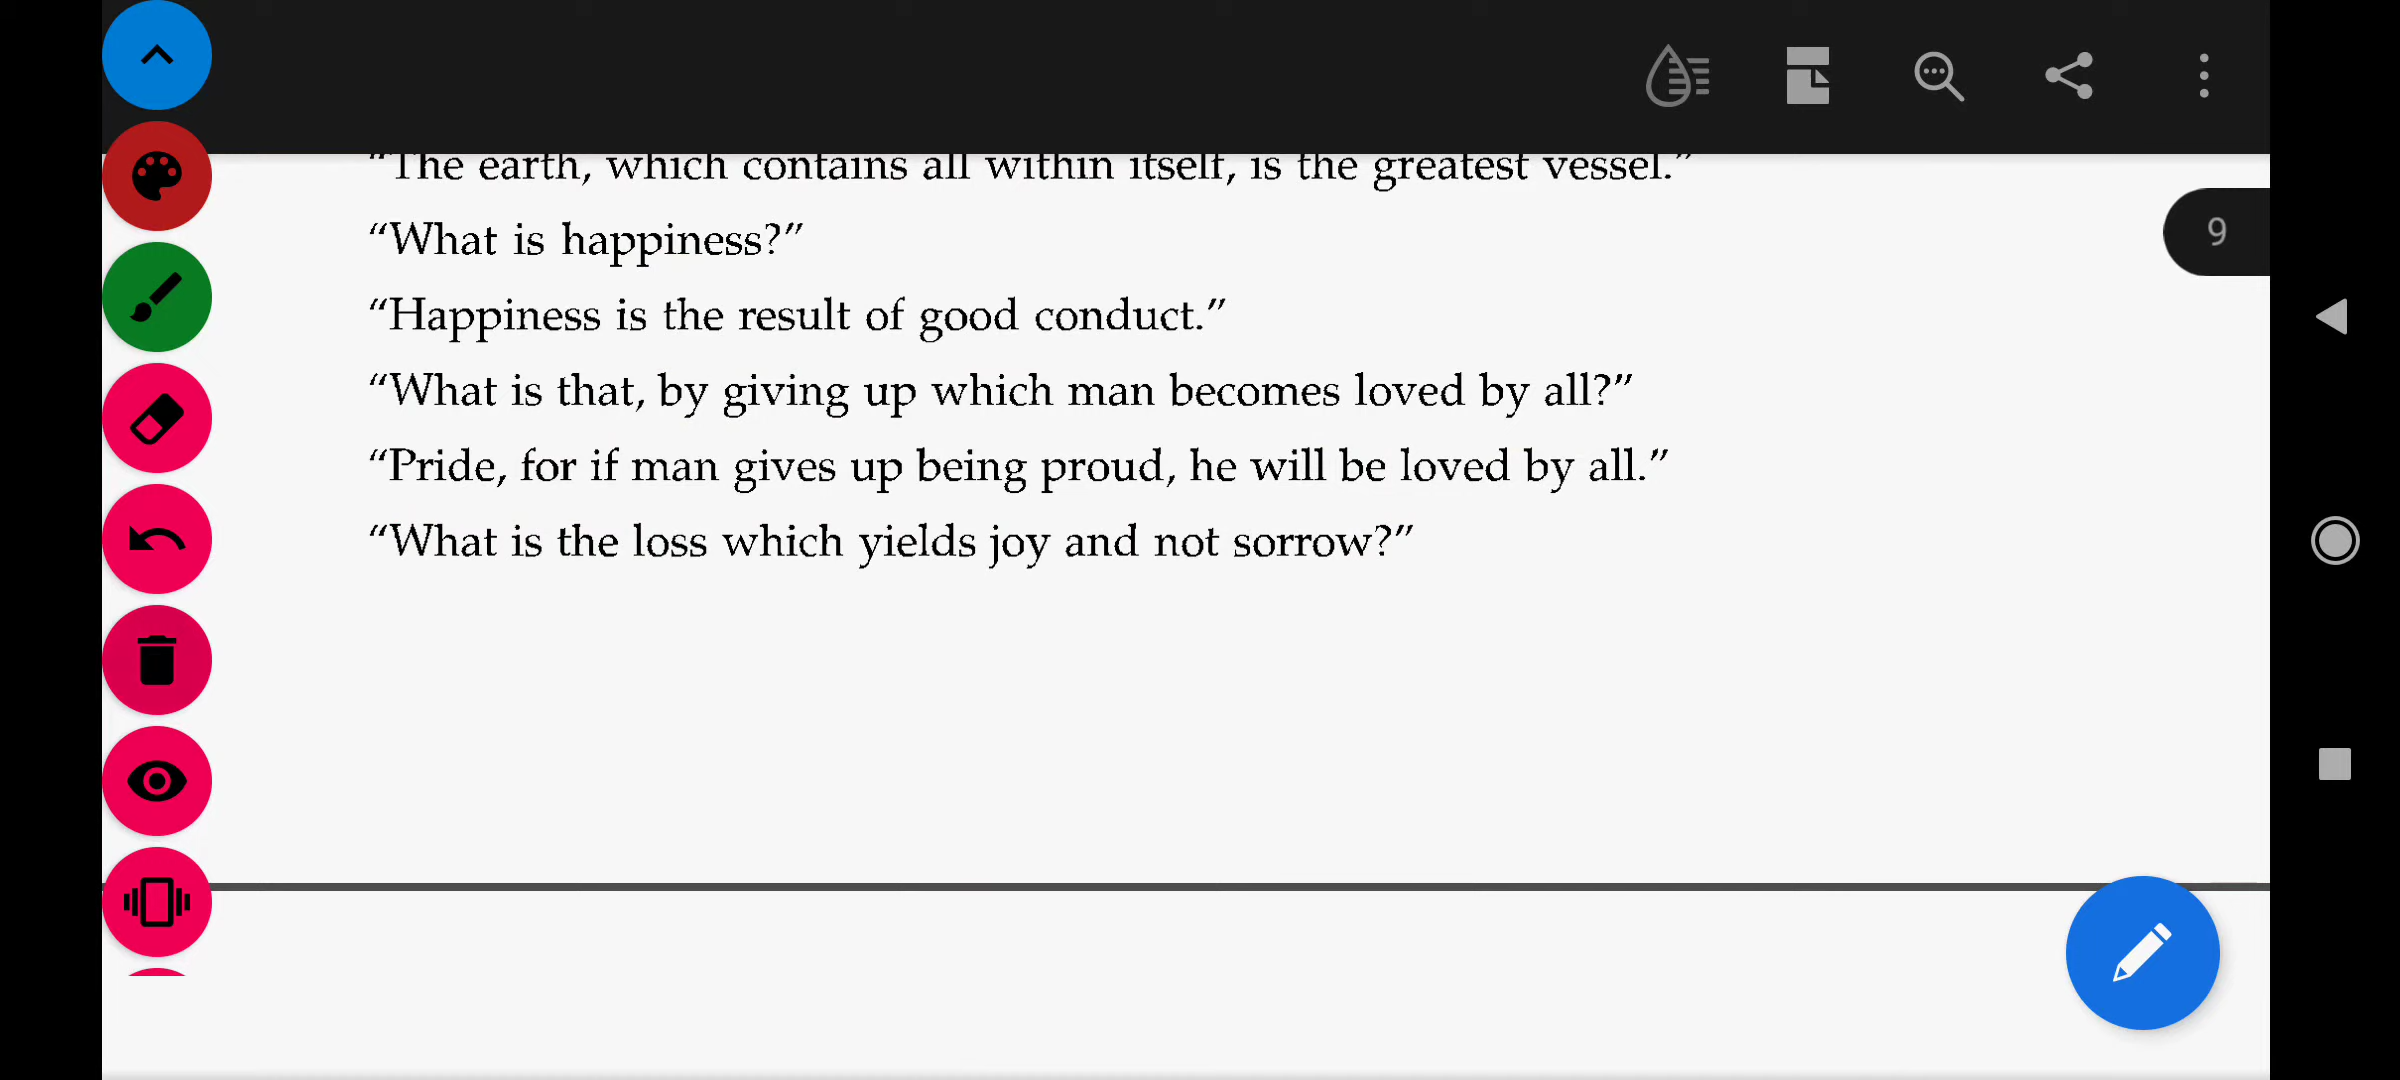 “The earth, which contains all within itself, is the greatest vessel.”
9
“What is happiness?”
“Happiness is the result of good conduct.”
“What is that, by giving up which man becomes loved by all?”
“Pride, for if man gives up being proud, he will be loved by all.”
“What is the loss which yields joy and not sorrow?”